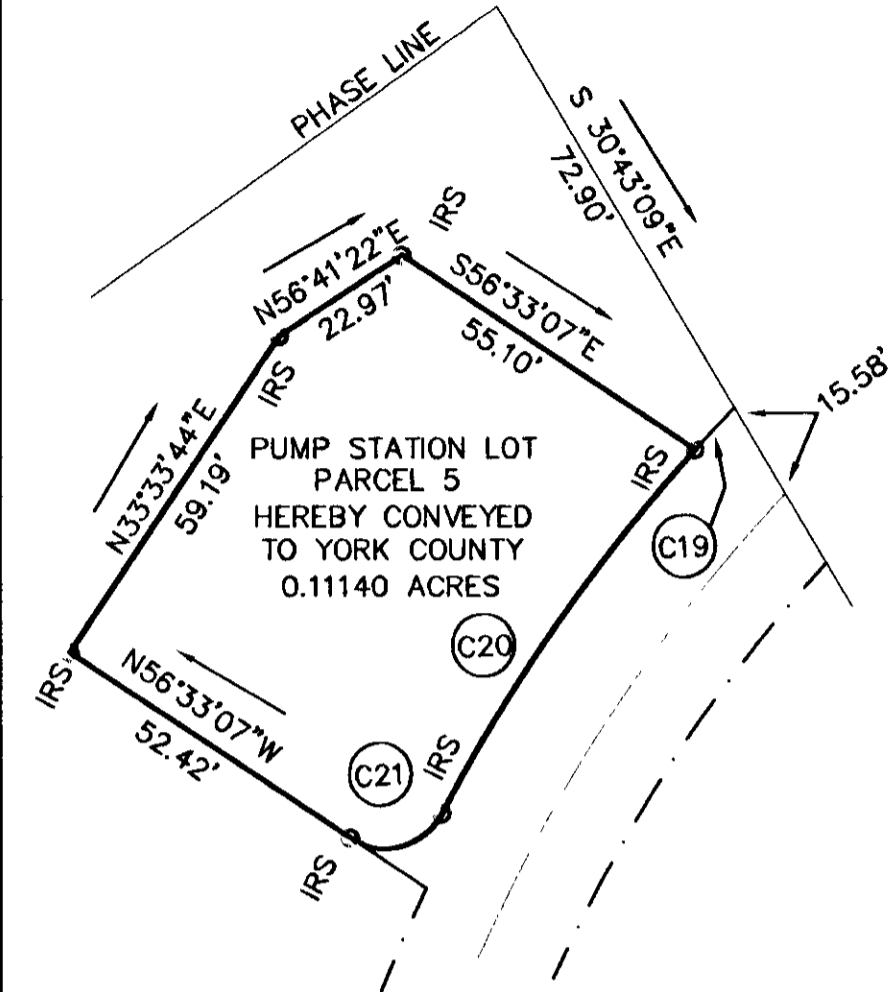 PHASE LINE
S 30°43'09"E
72.90'
IRS
N56°41'22"E
22.97'
S56°33'07"E
55.10'
15.58'
IRS
N33°33'44"E
59.19'
PUMP STATION LOT
PARCEL 5
HEREBY CONVEYED
TO YORK COUNTY
0.11140 ACRES
IRS
C19
C20
IRS
N56°33'07"W
52.42'
C21
IRS
IRS